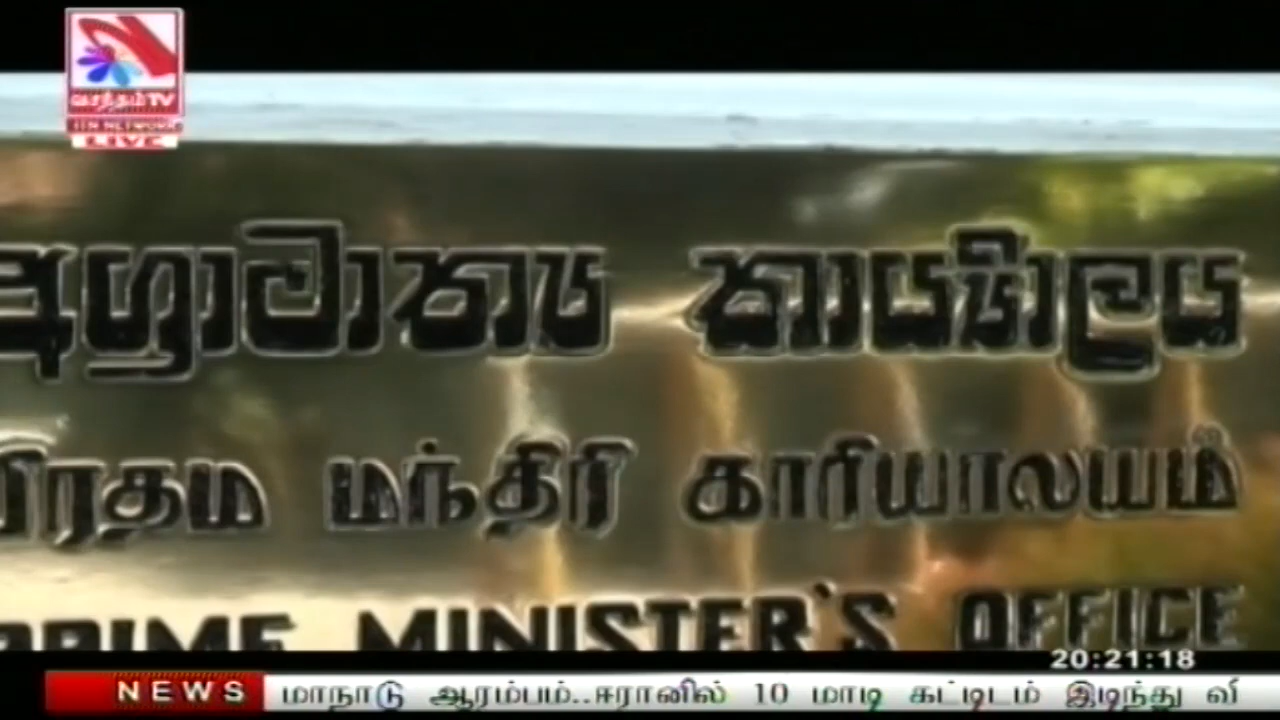 வசந்தம்TV
ITN NETWORK
LIVE
අග්‍රාමාත්‍ය කාර්යාලය
பிரதம மந்திரி காரியாலயம்
PRIME MINISTER'S OFFICE
20:21:18
NEWS மாநாடு ஆரம்பம்..ஈரானில் 10 மாடி கட்டிடம் இடிந்து வீ